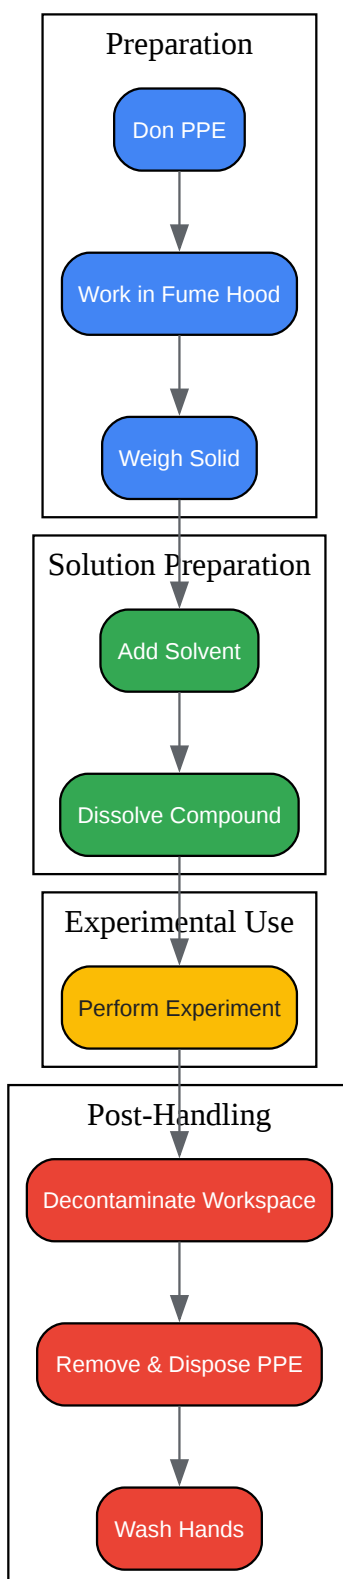 Preparation
Don PPE
Work in Fume Hood
Weigh Solid
Solution Preparation
Add Solvent
Dissolve Compound
Experimental Use
Perform Experiment
Post-Handling
Decontaminate Workspace
Remove & Dispose PPE
Wash Hands